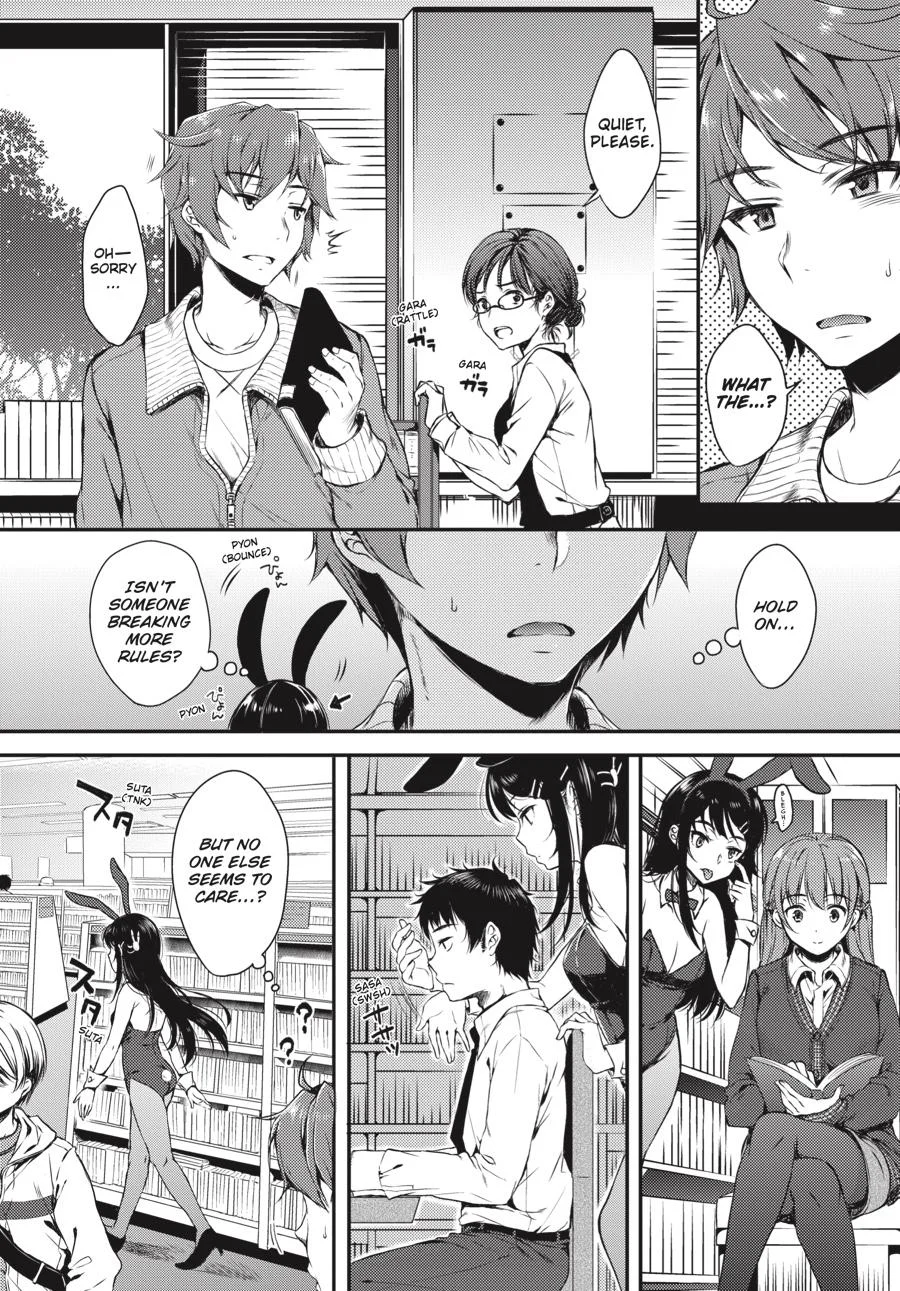 WHAT
THE...?
QUIET,
PLEASE.
GARA
(RATTLE)
ガラ
GARA
ガラ
OH—
SORRY
...
HOLD
ON...
PYON
(BOUNCE)
ぴょん
ISN'T
SOMEONE
BREAKING
MORE
RULES?
PYON
ぴょん
BLECH!
SASA
(SWSH)
ササッ
BUT NO
ONE ELSE
SEEMS TO
CARE...?
SUTA
(TNK)
スタ
スタ
SUTA
?
?